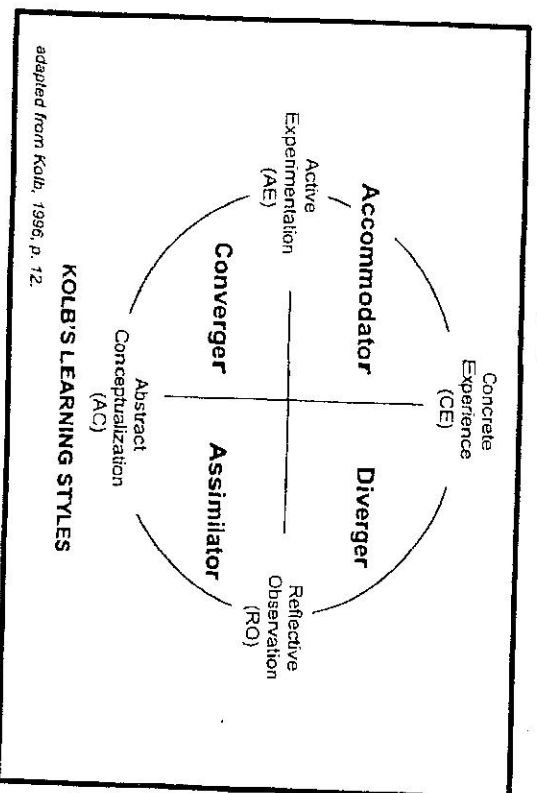 Concrete
Experience
(CE)
Accommodator
Diverger
Active
Experimentation
(AE)
Reflective
Observation
(RO)
Converger
Assimilator
Abstract
Conceptualization
(AC)
KOLB'S LEARNING STYLES
adapted from Kolb, 1996, p. 12.